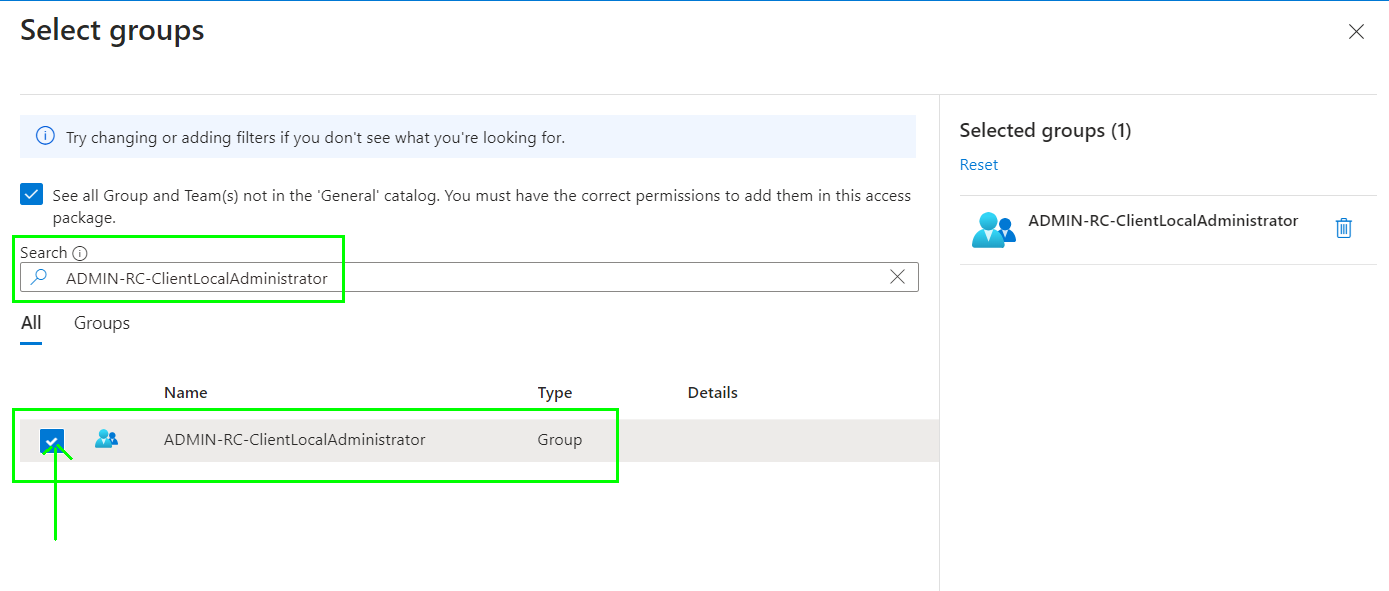 Select groups
Try changing or adding filters if you don't see what you're looking for.
See all Group and Team(s) not in the 'General' catalog. You must have the correct permissions to add them in this access
package.
Search
ADMIN-RC-ClientLocalAdministrator
All Groups
Name Type Details
ADMIN-RC-ClientLocalAdministrator Group
Selected groups (1)
Reset
ADMIN-RC-ClientLocalAdministrator